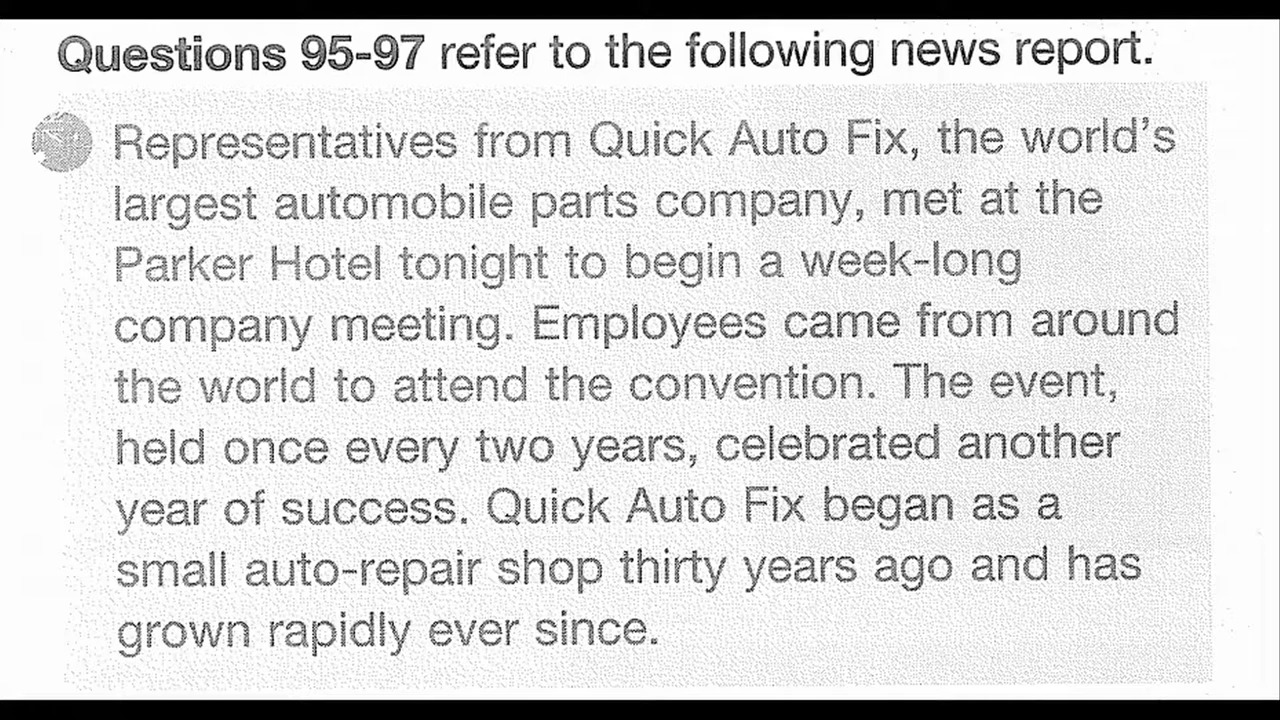 Questions 95-97 refer to the following news report.
Representatives from Quick Auto Fix, the world's
largest automobile parts company, met at the
Parker Hotel tonight to begin a week-long
company meeting. Employees came from around
the world to attend the convention. The event,
held once every two years, celebrated another
year of success. Quick Auto Fix began as a
small auto-repair shop thirty years ago and has
grown rapidly ever since.